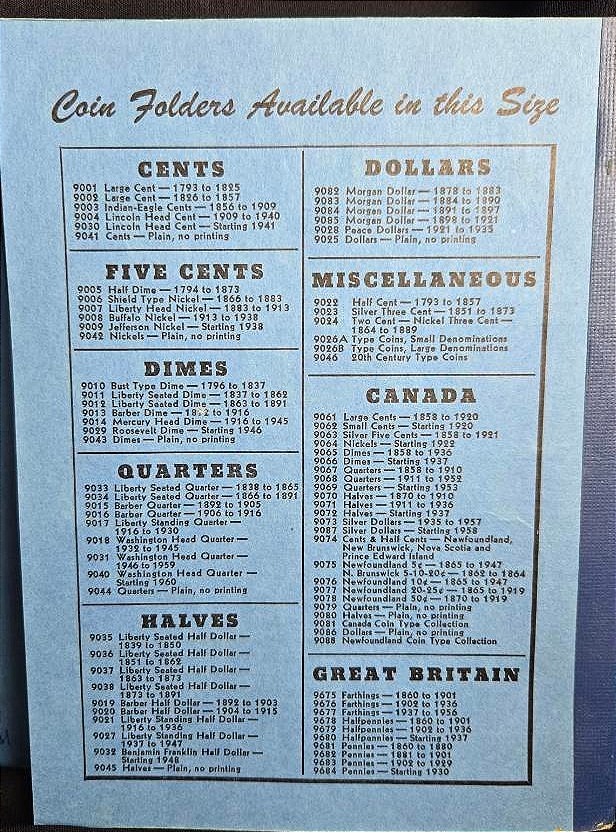 Coin Folders Available in this Size
CENTS
9001 Large Cent — 1793 to 1825
9002 Large Cent — 1826 to 1857
9003 Indian-Eagle Cents — 1856 to 1909
9004 Lincoln Head Cent — 1909 to 1940
9030 Lincoln Head Cent — Starting 1941
9041 Cents — Plain, no printing
FIVE CENTS
9005 Half Dime — 1794 to 1873
9006 Shield Type Nickel — 1866 to 1883
9007 Liberty Head Nickel — 1883 to 1913
9008 Buffalo Nickel — 1913 to 1938
9009 Jefferson Nickel — Starting 1938
9042 Nickels — Plain, no printing
DIMES
9010 Bust Type Dime — 1796 to 1837
9011 Liberty Seated Dime — 1837 to 1862
9012 Liberty Seated Dime — 1863 to 1891
9013 Barber Dime — to 1916
9014 Mercury Head Dime — 1916 to 1945
9029 Roosevelt Dime — Starting 1946
9043 Dimes — Plain, no printing
QUARTERS
9033 Liberty Seated Quarter — 1838 to 1865
9034 Liberty Seated Quarter — 1866 to 1891
9015 Barber Quarter — 1892 to 1905
9016 Barber Quarter — 1906 to 1916
9017 Liberty Standing Quarter —
1916 to 1930
9018 Washington Head Quarter —
1932 to 1945
9031 Washington Head Quarter —
1946 to 1959
9040 Washington Head Quarter —
Starting 1960
9044 Quarters — Plain, no printing
HALVES
9035 Liberty Seated Half Dollar —
1839 to 1850
9036 Liberty Seated Half Dollar —
1851 to 1862
9037 Liberty Seated Half Dollar —
1863 to 1873
9038 Liberty Seated Half Dollar —
1873 to 1891
9019 Barber Half Dollar — 1892 to 1903
9020 Barber Half Dollar — 1904 to 1915
9021 Liberty Standing Half Dollar —
1916 to 1936
9027 Liberty Standing Half Dollar —
1937 to 1947
9032 Benjamin Franklin Half Dollar —
Starting 1948
9045 Halves — Plain, no printing
DOLLARS
9082 Morgan Dollar — 1878 to 1883
9083 Morgan Dollar — 1884 to 1890
9084 Morgan Dollar — 1891 to 1897
9085 Morgan Dollar — 1898 to 1921
9028 Peace Dollars — 1921 to 1935
9025 Dollars — Plain, no printing
MISCELLANEOUS
9022 Half Cent — 1793 to 1857
9023 Silver Three Cent — 1851 to 1873
9024 Two Cent — Nickel Three Cent —
1864 to 1889
9026A Type Coins, Small Denominations
9026B Type Coins, Large Denominations
9046 20th Century Type Coins
CANADA
9061 Large Cents — 1858 to 1920
9062 Small Cents — Starting 1920
9063 Silver Five Cents — 1858 to 1921
9064 Nickels — Starting 1922
9065 Dimes — 1858 to 1936
9066 Dimes — Starting 1937
9067 Quarters — 1858 to 1910
9068 Quarters — 1911 to 1952
9069 Quarters — Starting 1953
9070 Halves — 1870 to 1910
9071 Halves — 1911 to 1936
9072 Halves — Starting 1937
9073 Silver Dollars — 1935 to 1957
9087 Silver Dollars — Starting 1958
9074 Cents & Half Cents — Newfoundland,
New Brunswick, Nova Scotia and
Prince Edward Island
9075 Newfoundland 5¢ — 1865 to 1947
N. Brunswick 5-10-20¢ — 1862 to 1864
9076 Newfoundland 10¢ — 1865 to 1947
9077 Newfoundland 20-25¢ — 1865 to 1919
9078 Newfoundland 50¢ — 1870 to 1919
9079 Quarters — Plain, no printing
9080 Halves — Plain, no printing
9081 Canada Coin Type Collection
9086 Dollars — Plain, no printing
9088 Newfoundland Coin Type Collection
GREAT BRITAIN
9675 Farthings — 1860 to 1901
9676 Farthings — 1902 to 1936
9677 Farthings — 1937 to 1956
9678 Halfpennies — 1860 to 1901
9679 Halfpennies — 1902 to 1936
9680 Halfpennies — Starting 1937
9681 Pennies — 1860 to 1880
9682 Pennies — 1881 to 1901
9683 Pennies — 1902 to 1929
9684 Pennies — Starting 1930